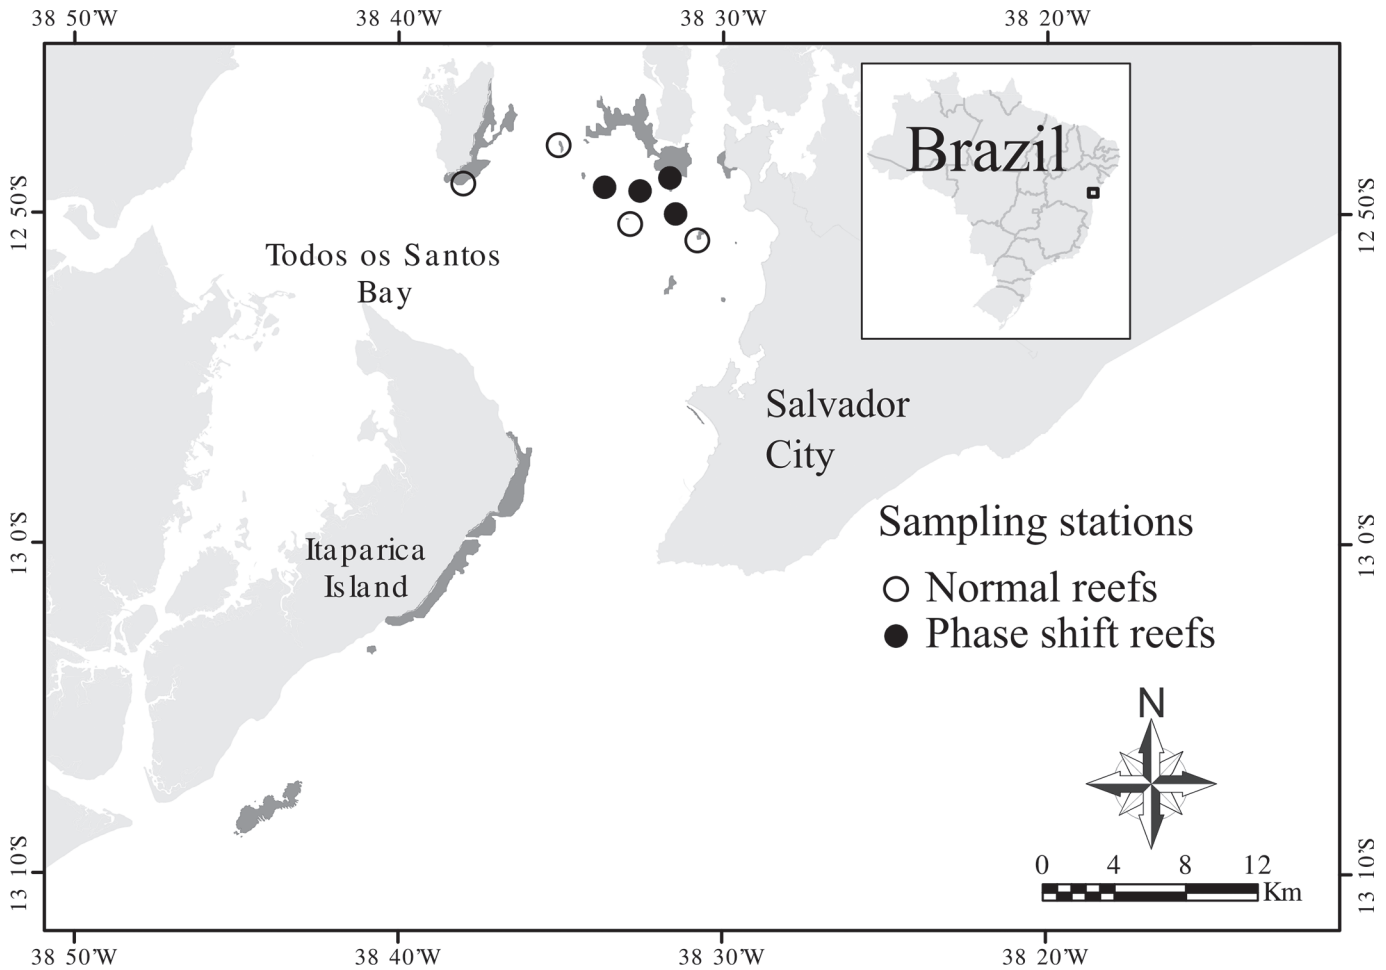 38 50'W 38 40'W 38 30'W 38 20'W
Brazil
12 50'S
12 50'S
Todos os Santos
Bay
Salvador
City
Sampling stations
Normal reefs
Phase shift reefs
13 0'S
13 0'S
Itaparica
Island
N
0 4 8 12
Km
13 10'S
13 10'S
38 50'W 38 40'W 38 30'W 38 20'W